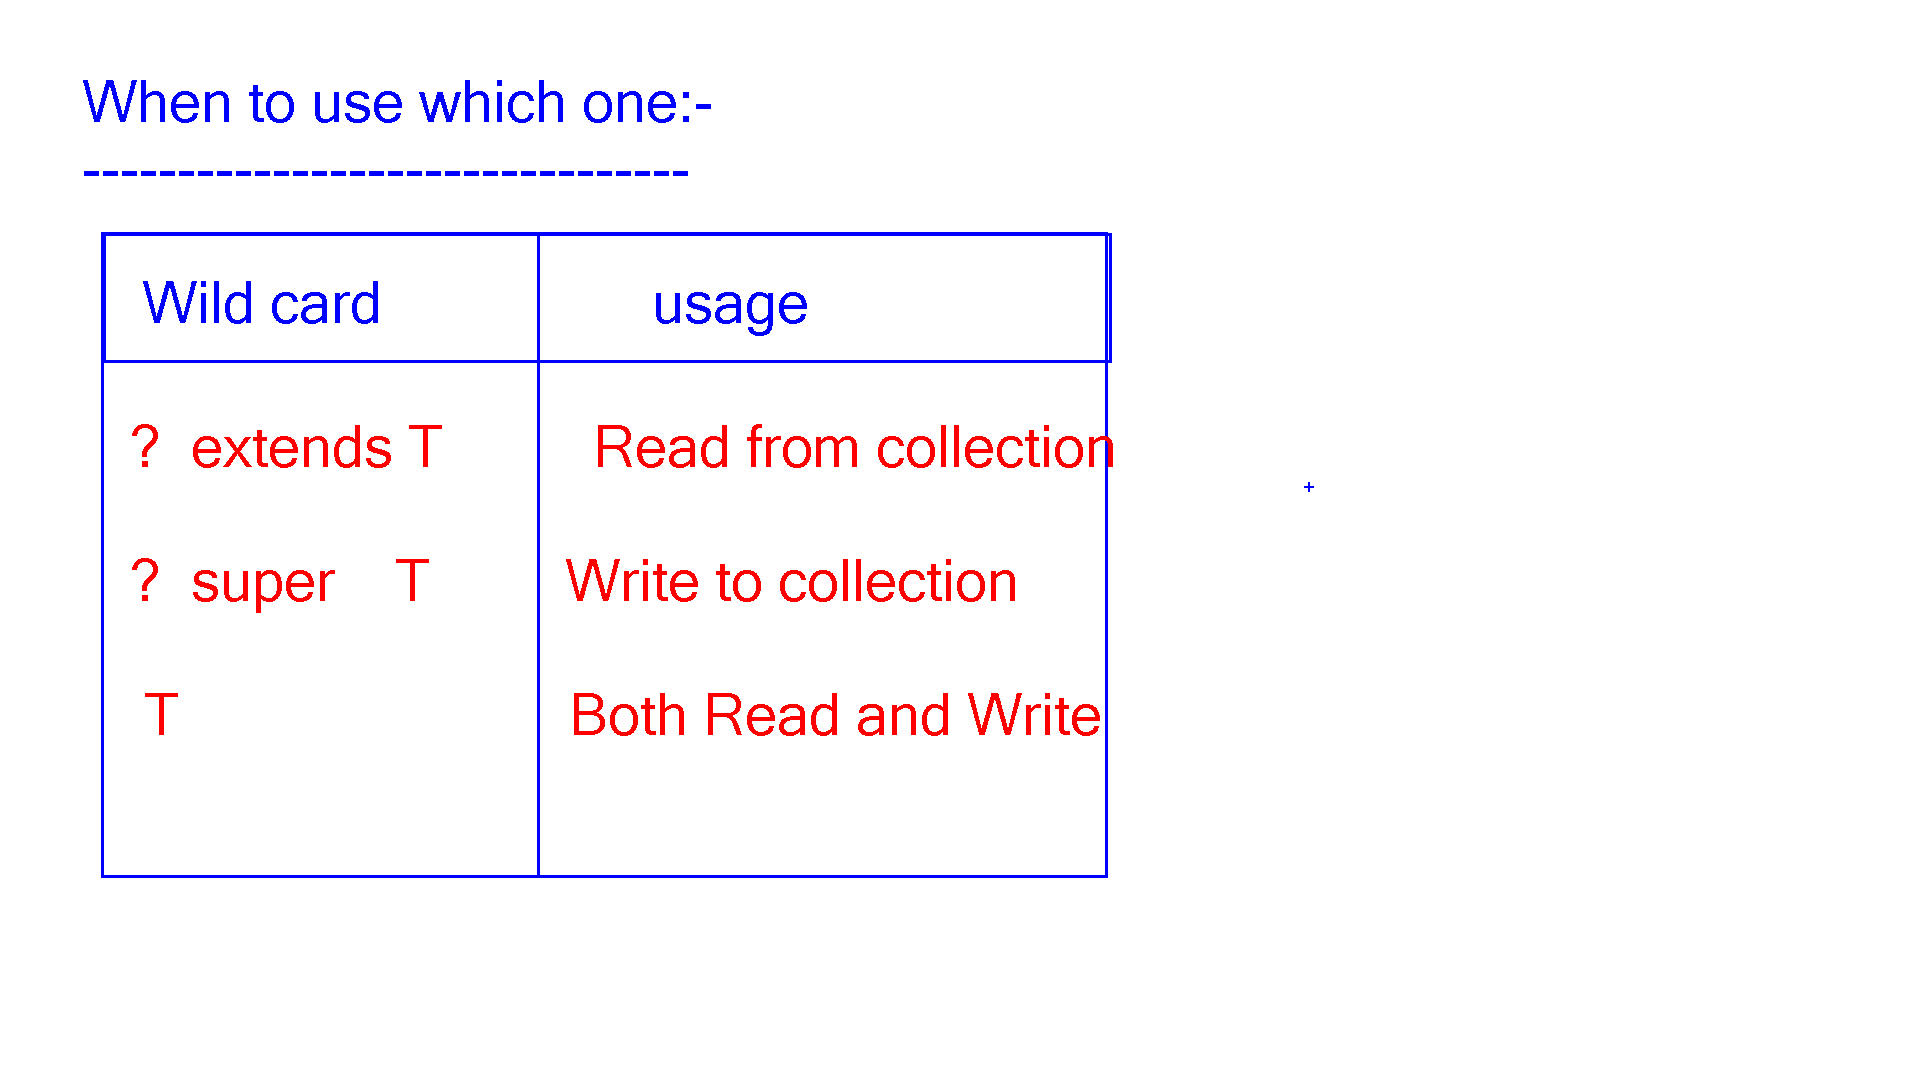 When to use which one:-
--------------------------------
Wild card usage
? extends T Read from collection
? super T Write to collection
T Both Read and Write